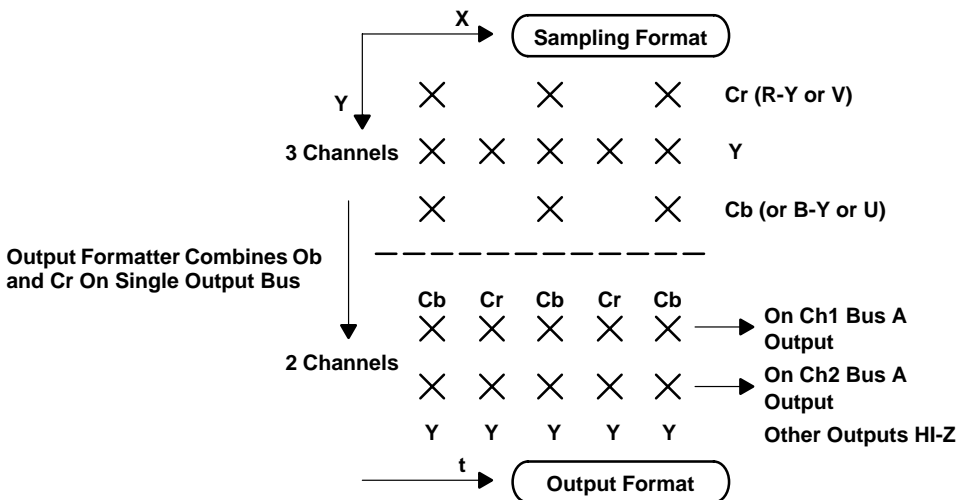 X
Sampling Format
Y
Cr (R-Y or V)
3 Channels
Y
Cb (or B-Y or U)
Output Formatter Combines Ob
and Cr On Single Output Bus
Cb Cr Cb Cr Cb
On Ch1 Bus A
Output
2 Channels
On Ch2 Bus A
Output
Y Y Y Y Y
Other Outputs HI-Z
t
Output Format